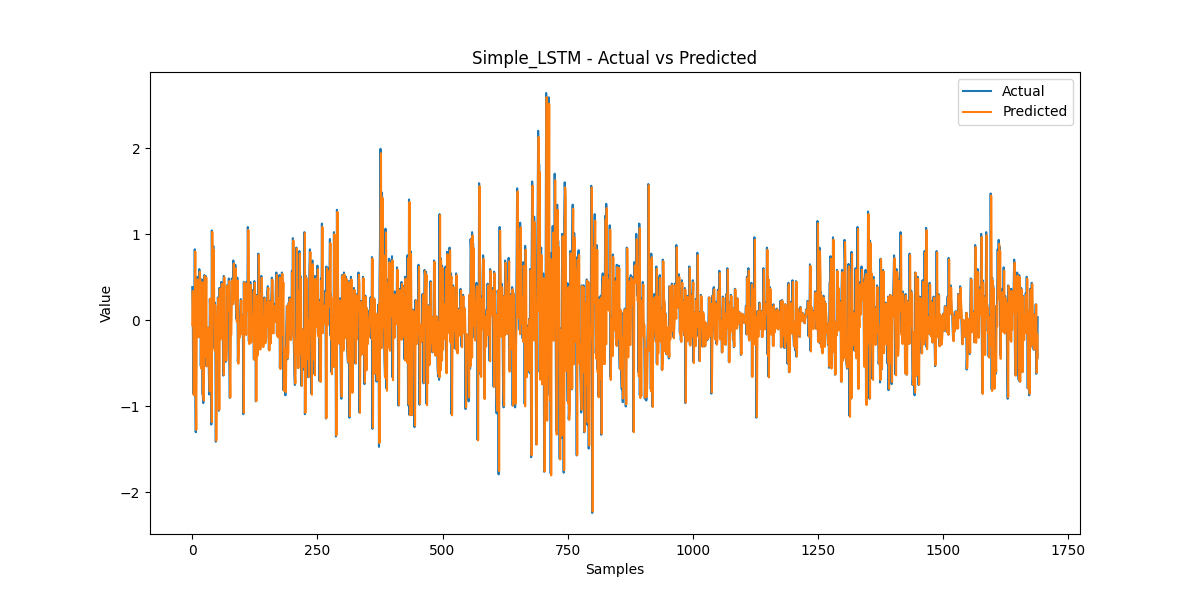 Simple_LSTM - Actual vs Predicted
Actual
Predicted
2
1
0
−1
−2
Value
0
250
500
750
1000
1250
1500
1750
Samples